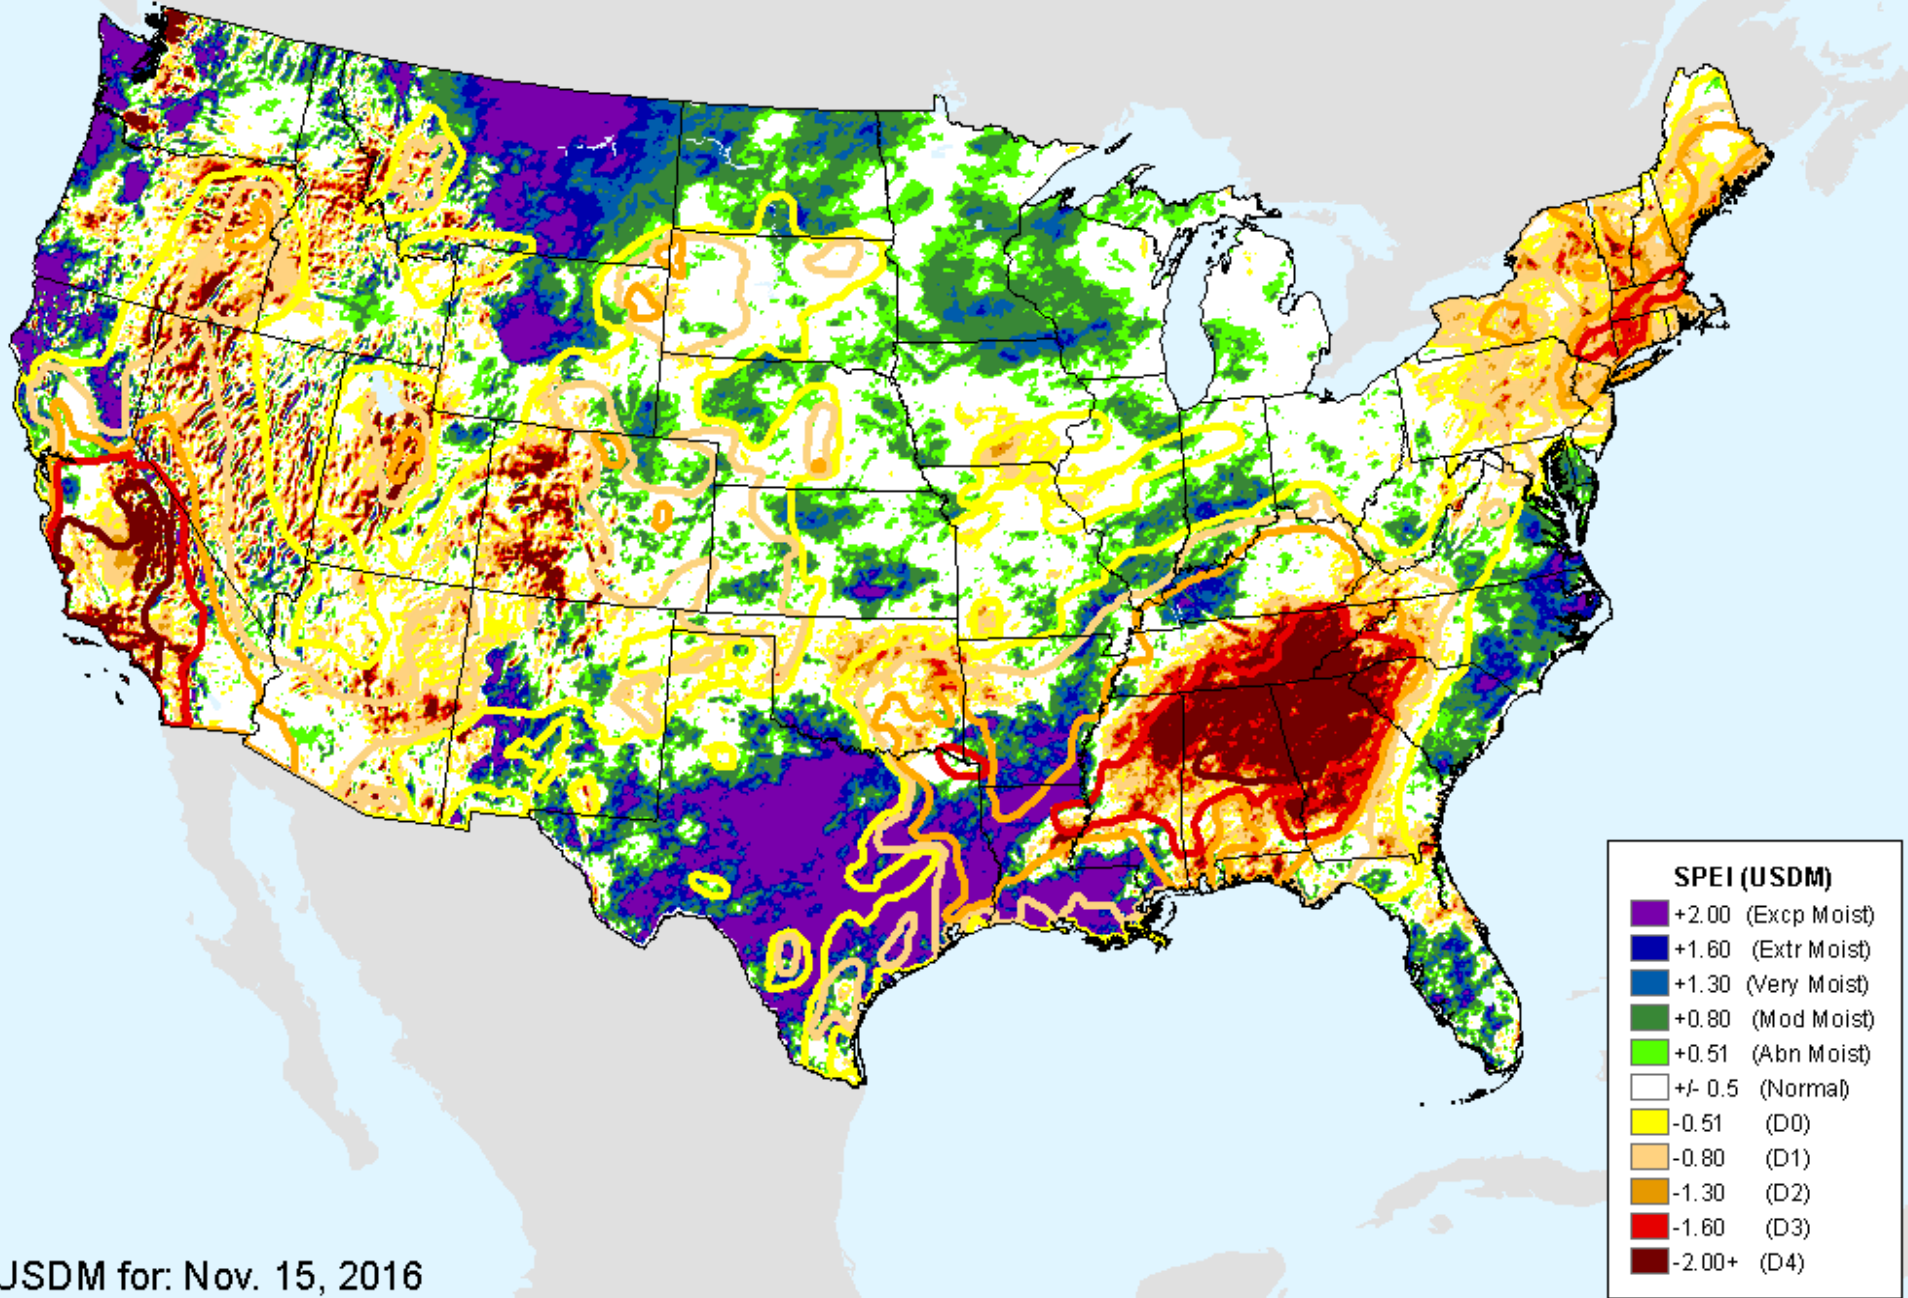 SPEI (USDM)
+2.00 (Excp Moist)
+1.60 (Extr Moist)
+1.30 (Very Moist)
+0.80 (Mod Moist)
+0.51 (Abn Moist)
+/- 0.5 (Normal)
-0.51 (D0)
-0.80 (D1)
-1.30 (D2)
-1.60 (D3)
-2.00+ (D4)
USDM for: Nov. 15, 2016